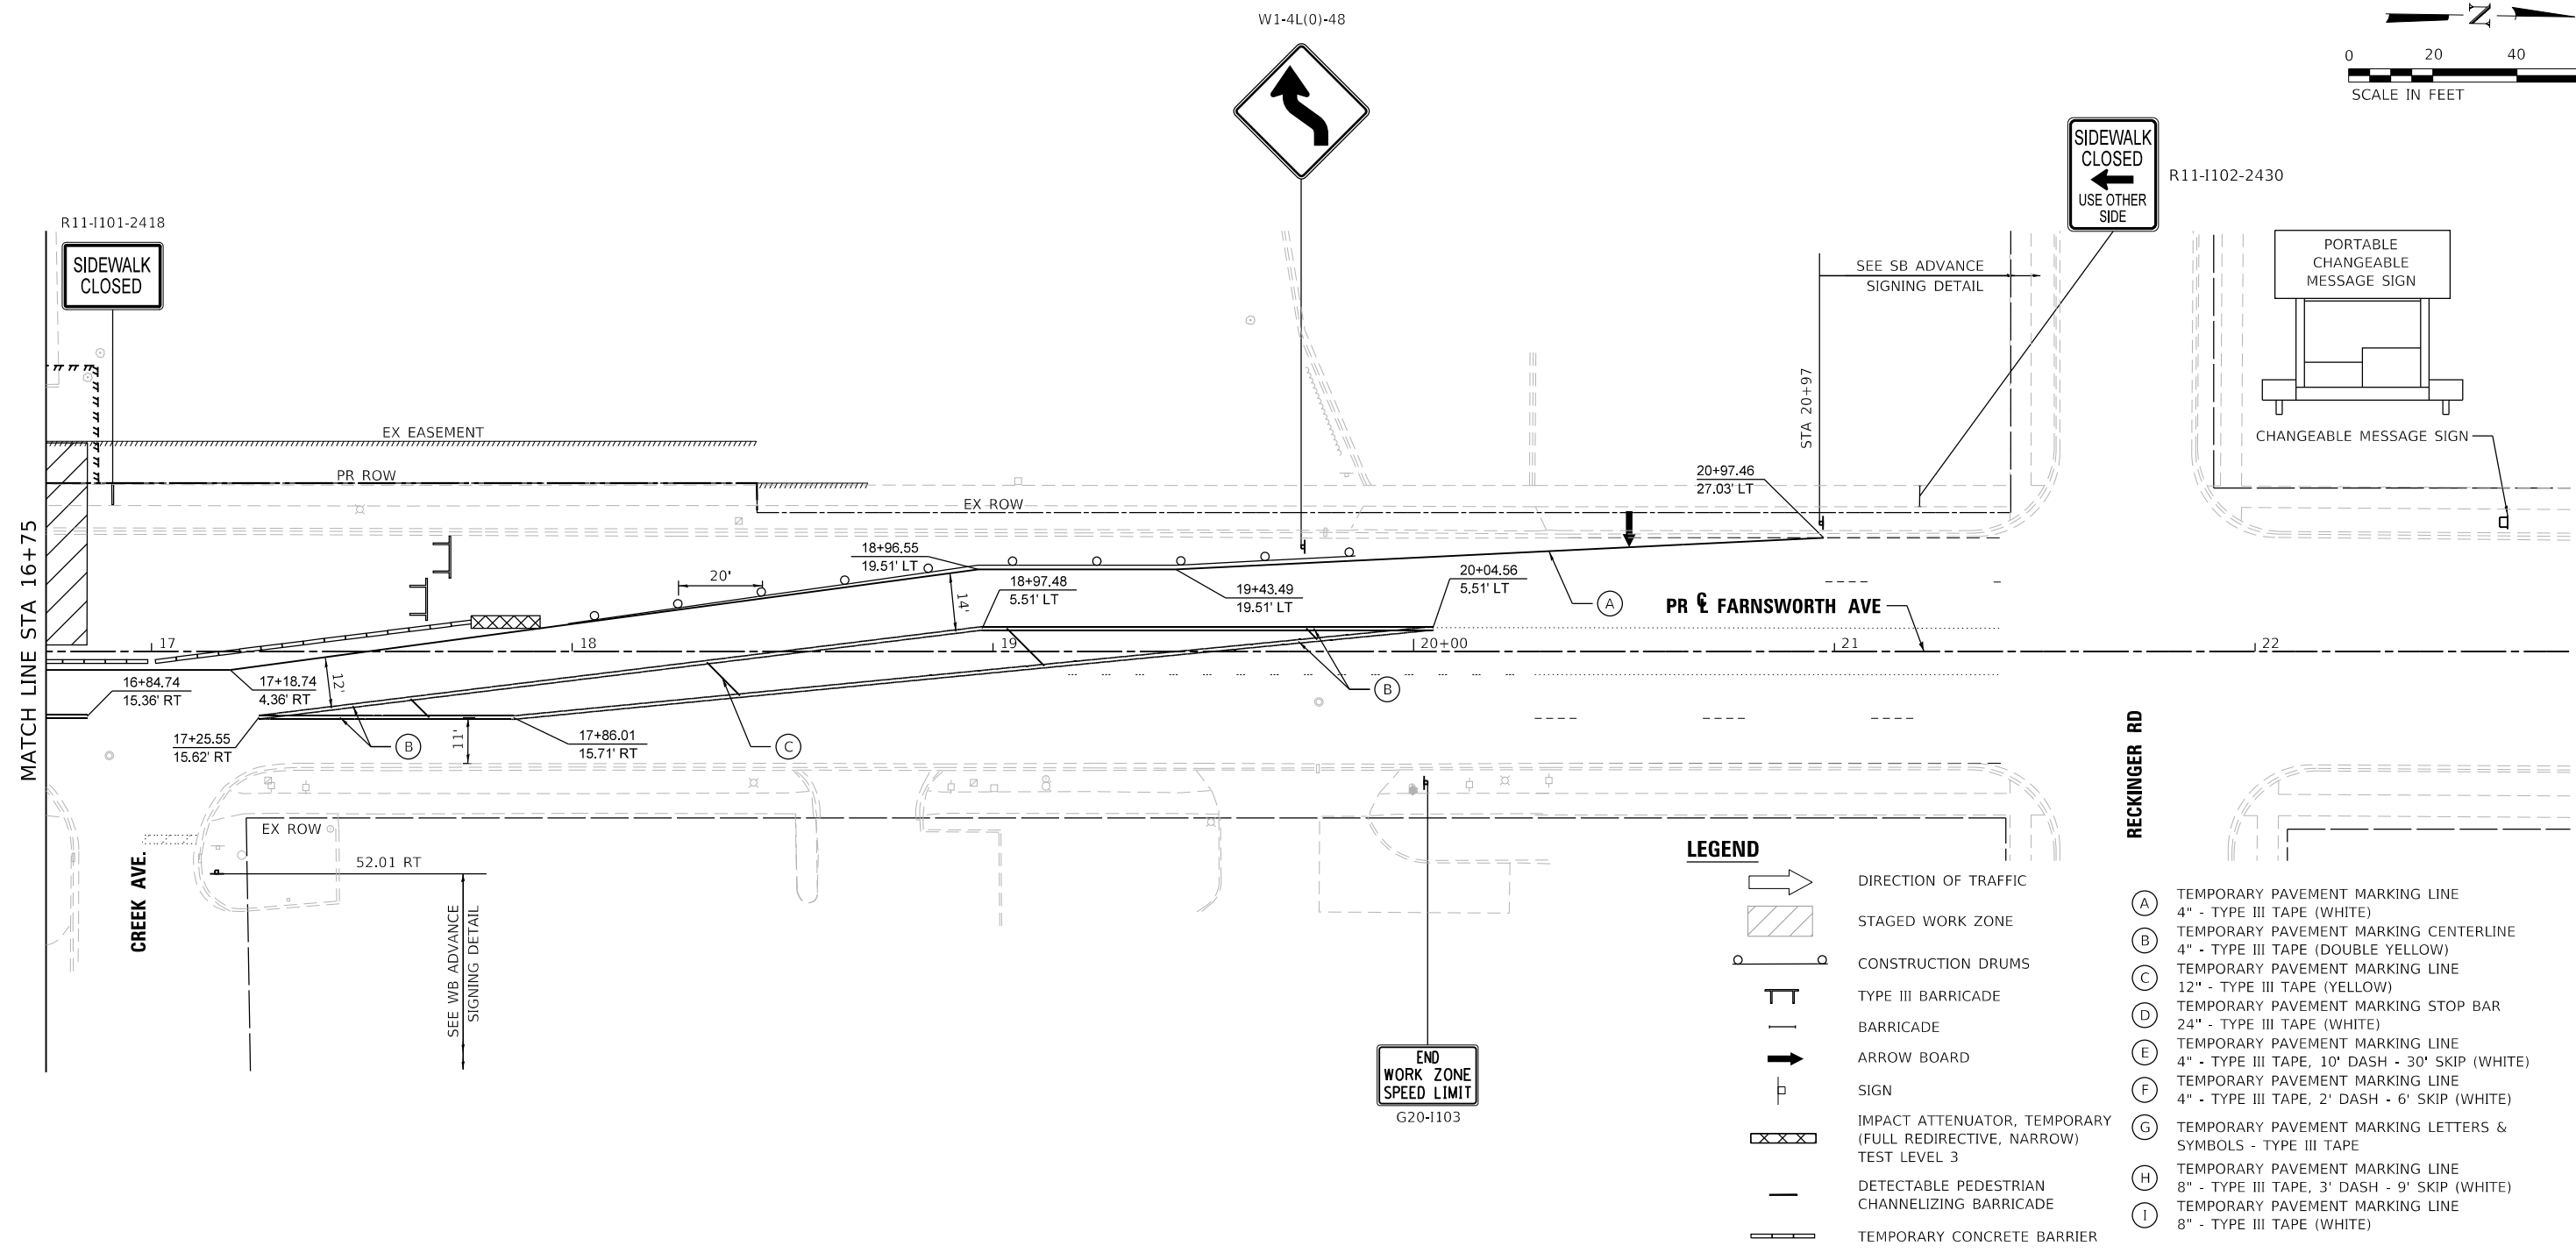 W1-4L(0)-48
N
0 20 40
SCALE IN FEET
SIDEWALK
CLOSED
USE OTHER
SIDE
R11-I102-2430
R11-I101-2418
SIDEWALK
CLOSED
PORTABLE
CHANGEABLE
MESSAGE SIGN
SEE SB ADVANCE
SIGNING DETAIL
STA 20+97
CHANGEABLE MESSAGE SIGN
EX EASEMENT
PR ROW
EX ROW
20+97.46
27.03' LT
MATCH LINE STA 16+75
18+96.55
19.51' LT
20'
14'
18+97.48
5.51' LT
19+43.49
19.51' LT
20+04.56
5.51' LT
A
PR ℄ FARNSWORTH AVE
17 18 19 20+00 21 22
16+84.74
15.36' RT
17+18.74
4.36' RT
12'
B
17+25.55
15.62' RT
B
11'
17+86.01
15.71' RT
C
RECKINGER RD
EX ROW
52.01 RT
CREEK AVE.
SEE WB ADVANCE
SIGNING DETAIL
END
WORK ZONE
SPEED LIMIT
G20-I103
LEGEND
DIRECTION OF TRAFFIC
STAGED WORK ZONE
CONSTRUCTION DRUMS
TYPE III BARRICADE
BARRICADE
ARROW BOARD
SIGN
IMPACT ATTENUATOR, TEMPORARY
(FULL REDIRECTIVE, NARROW)
TEST LEVEL 3
DETECTABLE PEDESTRIAN
CHANNELIZING BARRICADE
TEMPORARY CONCRETE BARRIER
A TEMPORARY PAVEMENT MARKING LINE
4" - TYPE III TAPE (WHITE)
B TEMPORARY PAVEMENT MARKING CENTERLINE
4" - TYPE III TAPE (DOUBLE YELLOW)
C TEMPORARY PAVEMENT MARKING LINE
12" - TYPE III TAPE (YELLOW)
D TEMPORARY PAVEMENT MARKING STOP BAR
24" - TYPE III TAPE (WHITE)
E TEMPORARY PAVEMENT MARKING LINE
4" - TYPE III TAPE, 10' DASH - 30' SKIP (WHITE)
F TEMPORARY PAVEMENT MARKING LINE
4" - TYPE III TAPE, 2' DASH - 6' SKIP (WHITE)
G TEMPORARY PAVEMENT MARKING LETTERS &
SYMBOLS - TYPE III TAPE
H TEMPORARY PAVEMENT MARKING LINE
8" - TYPE III TAPE, 3' DASH - 9' SKIP (WHITE)
I TEMPORARY PAVEMENT MARKING LINE
8" - TYPE III TAPE (WHITE)